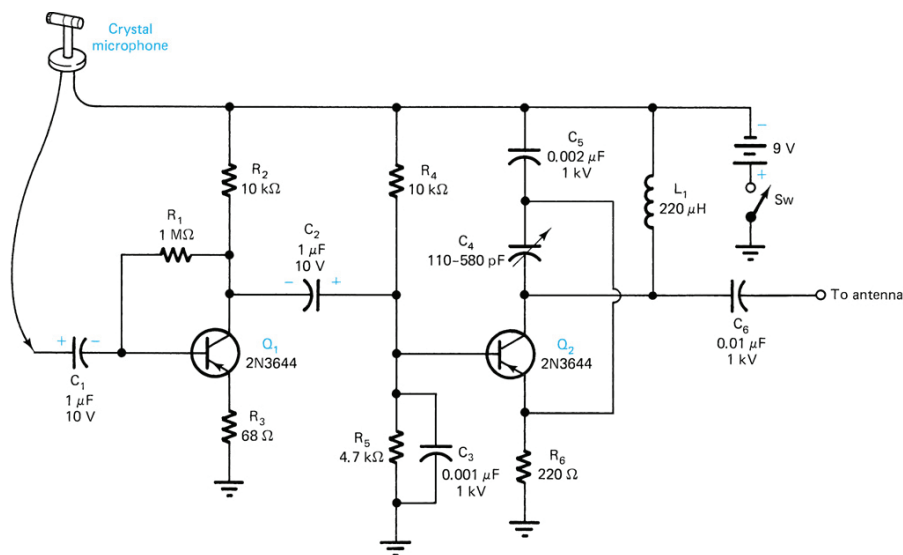 Crystal
microphone
R₂
10 kΩ
R₄
10 kΩ
C₅
0.002 μF
1 kV
−
9 V
+
Sw
L₁
220 μH
R₁
1 MΩ
C₂
1 μF
10 V
− +
C₄
110–580 pF
To antenna
C₆
0.01 μF
1 kV
+ −
C₁
1 μF
10 V
Q₁
2N3644
Q₂
2N3644
R₃
68 Ω
R₅
4.7 kΩ
C₃
0.001 μF
1 kV
R₆
220 Ω